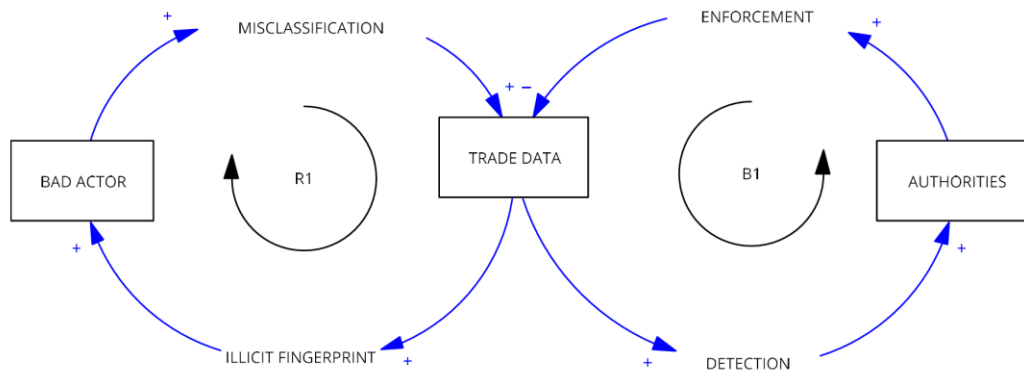 +
MISCLASSIFICATION
ENFORCEMENT
+
+ −
BAD ACTOR
R1
TRADE DATA
B1
AUTHORITIES
+
+
ILLICIT FINGERPRINT
+
+
DETECTION